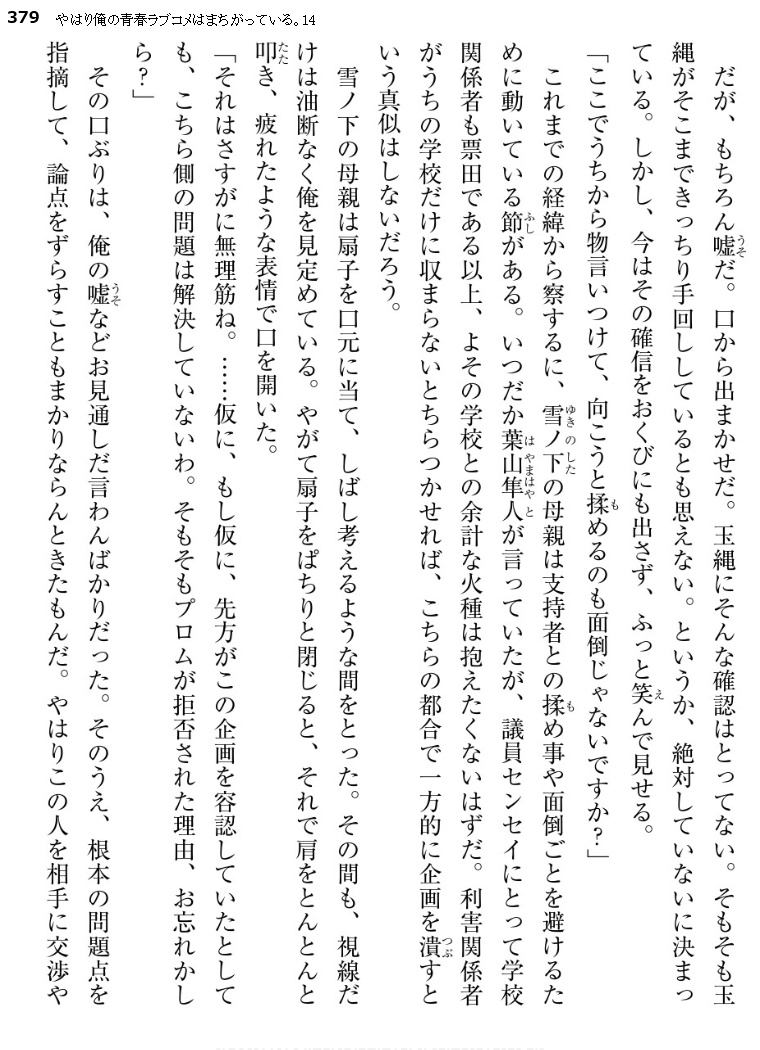 379 やはり俺の青春ラブコメはまちがっている。14
だが、もちろん嘘だ。口から出まかせだ。玉縄にそんな確認はとってない。そもそも玉
縄がそこまできっちり手回ししているとも思えない。というか、絶対していないに決まっ
ている。しかし、今はその確信をおくびにも出さず、ふっと笑んで見せる。
「ここでうちから物言いつけて、向こうと揉めるのも面倒じゃないですか？」
これまでの経緯から察するに、雪ノ下の母親は支持者との揉め事や面倒ごとを避けるた
めに動いている節がある。いつだか葉山隼人が言っていたが、議員センセイにとって学校
関係者も票田である以上、よその学校との余計な火種は抱えたくないはずだ。利害関係者
がうちの学校だけに収まらないとちらつかせれば、こちらの都合で一方的に企画を潰すと
いう真似はしないだろう。
雪ノ下の母親は扇子を口元に当て、しばし考えるような間をとった。その間も、視線だ
けは油断なく俺を見定めている。やがて扇子をぱちりと閉じると、それで肩をとんとんと
叩き、疲れたような表情で口を開いた。
「それはさすがに無理筋ね。……仮に、もし仮に、先方がこの企画を容認していたとして
も、こちら側の問題は解決していないわ。そもそもプロムが拒否された理由、お忘れかし
ら？」
その口ぶりは、俺の嘘などお見通しだ言わんばかりだった。そのうえ、根本の問題点を
指摘して、論点をずらすこともまかりならんときたもんだ。やはりこの人を相手に交渉や